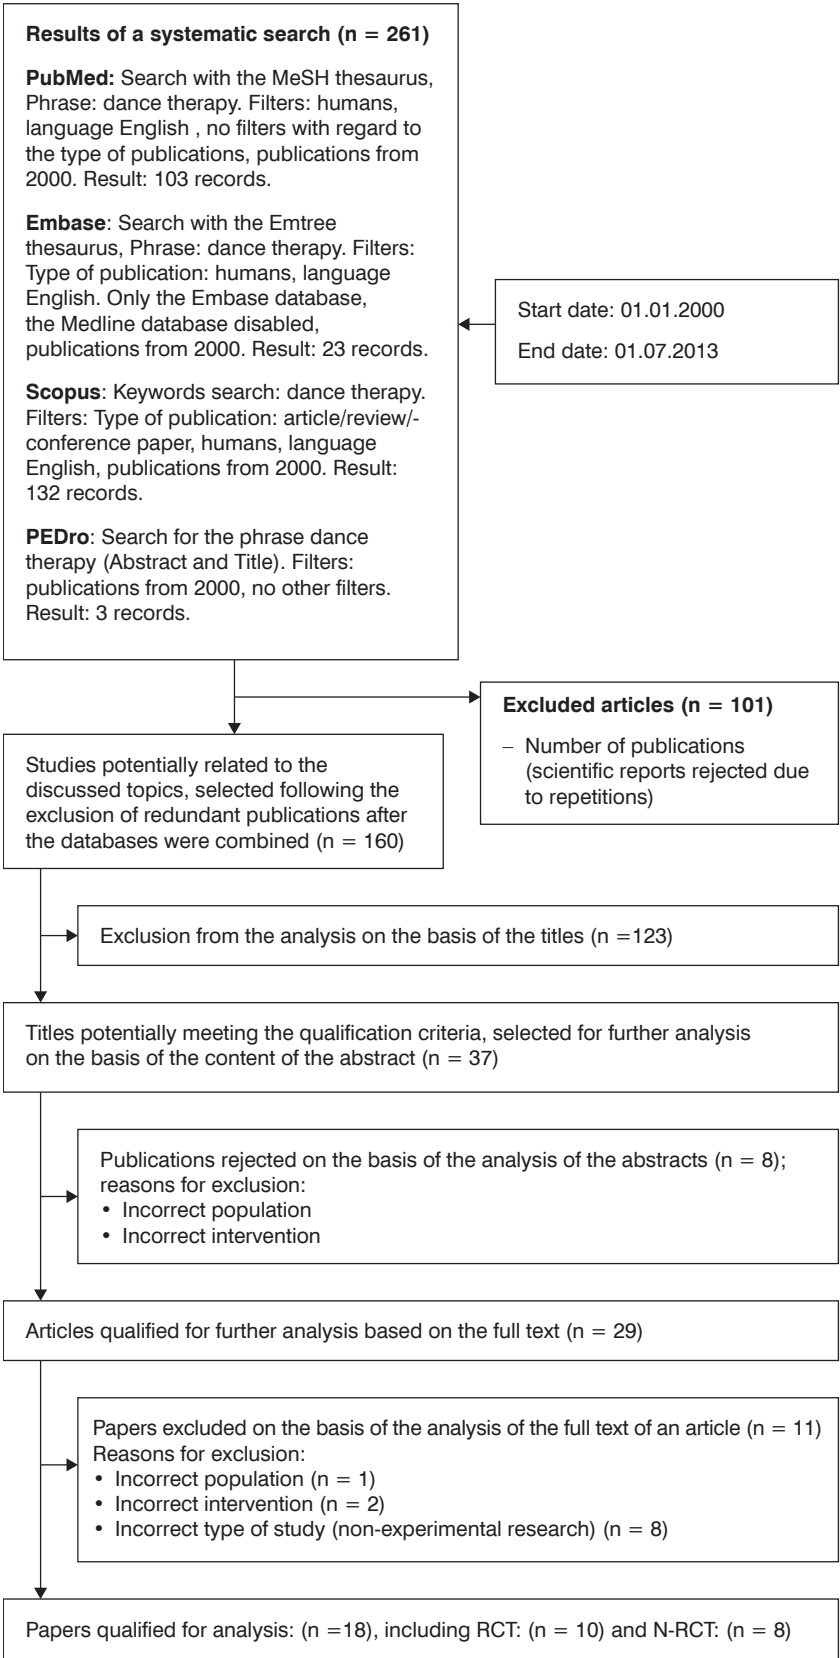 Results of a systematic search (n = 261)
PubMed: Search with the MeSH thesaurus,
Phrase: dance therapy. Filters: humans,
language English , no filters with regard to
the type of publications, publications from
2000. Result: 103 records.
Embase: Search with the Emtree
thesaurus, Phrase: dance therapy. Filters:
Type of publication: humans, language
English. Only the Embase database,
the Medline database disabled,
publications from 2000. Result: 23 records.
Scopus: Keywords search: dance therapy.
Filters: Type of publication: article/review/-
conference paper, humans, language
English, publications from 2000. Result:
132 records.
PEDro: Search for the phrase dance
therapy (Abstract and Title). Filters:
publications from 2000, no other filters.
Result: 3 records.
Start date: 01.01.2000
End date: 01.07.2013
Excluded articles (n = 101)
– Number of publications
(scientific reports rejected due
to repetitions)
Studies potentially related to the
discussed topics, selected following the
exclusion of redundant publications after
the databases were combined (n = 160)
Exclusion from the analysis on the basis of the titles (n =123)
Titles potentially meeting the qualification criteria, selected for further analysis
on the basis of the content of the abstract (n = 37)
Publications rejected on the basis of the analysis of the abstracts (n = 8);
reasons for exclusion:
• Incorrect population
• Incorrect intervention
Articles qualified for further analysis based on the full text (n = 29)
Papers excluded on the basis of the analysis of the full text of an article (n = 11)
Reasons for exclusion:
• Incorrect population (n = 1)
• Incorrect intervention (n = 2)
• Incorrect type of study (non-experimental research) (n = 8)
Papers qualified for analysis: (n =18), including RCT: (n = 10) and N-RCT: (n = 8)